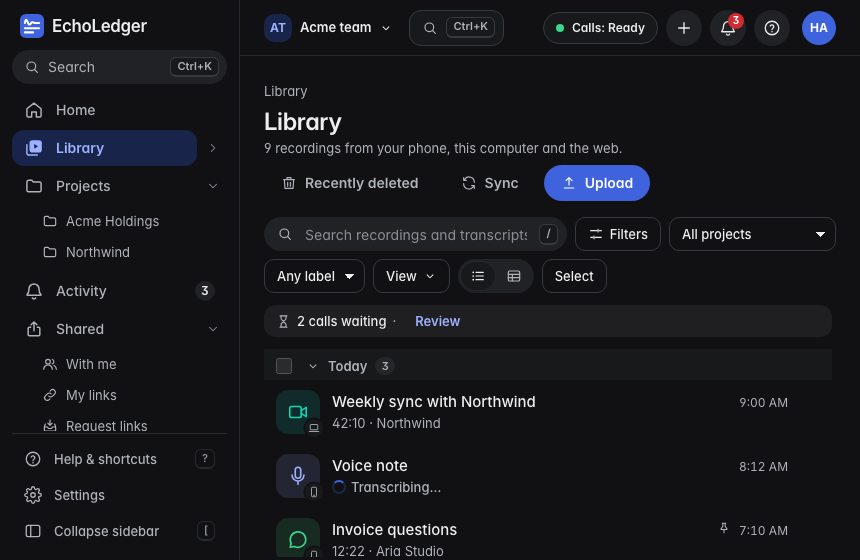 EchoLedger
Search Ctrl+K
Home
Library
Projects
Acme Holdings
Northwind
Activity 3
Shared
With me
My links
Request links
Help & shortcuts ?
Settings
Collapse sidebar [
AT Acme team Ctrl+K Calls: Ready 3 HA
Library
Library
9 recordings from your phone, this computer and the web.
Recently deleted Sync Upload
Search recordings and transcripts / Filters All projects
Any label View Select
2 calls waiting · Review
Today 3
Weekly sync with Northwind 9:00 AM
42:10 · Northwind
Voice note 8:12 AM
Transcribing...
Invoice questions 7:10 AM
12:22 · Aria Studio